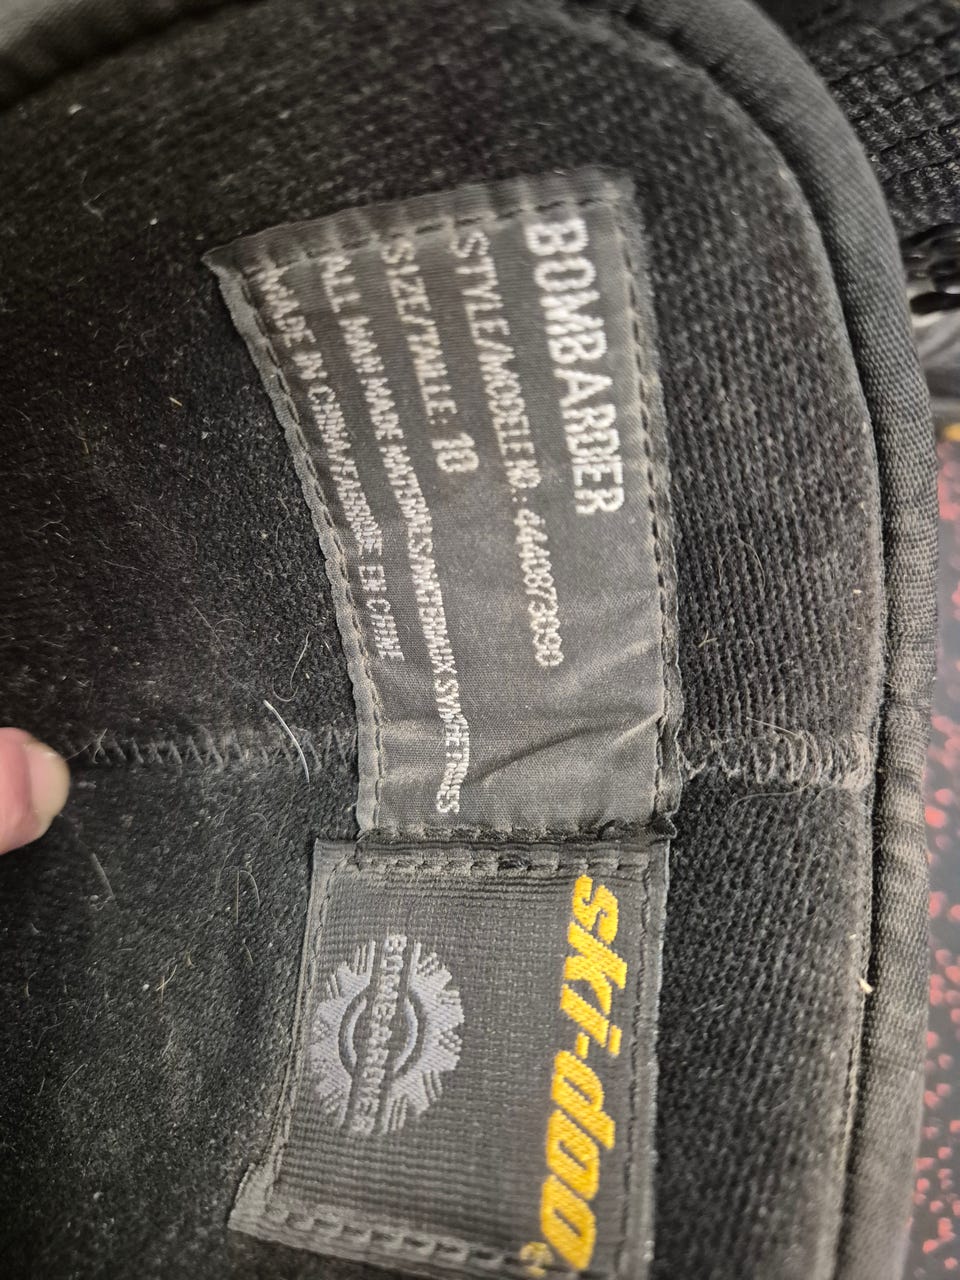 BOMBARDIER
STYLE/MODELE NO.: 4440873090
SIZE/TAILLE: 10
ALL MAN MADE MATERIALS/MATERIAUX SYNTHETIQUES
MADE IN CHINA/FABRIQUE EN CHINE
ski-doo
BOMBARDIER